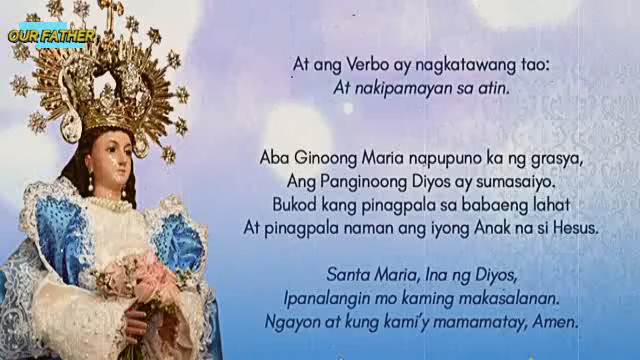 OUR FATHER
At ang Verbo ay nagkatawang tao:
At nakipamayan sa atin.
Aba Ginoong Maria napupuno ka ng grasya,
Ang Panginoong Diyos ay sumasaiyo.
Bukod kang pinagpala sa babaeng lahat
At pinagpala naman ang iyong Anak na si Hesus.
Santa Maria, Ina ng Diyos,
Ipanalangin mo kaming makasalanan.
Ngayon at kung kami'y mamamatay, Amen.